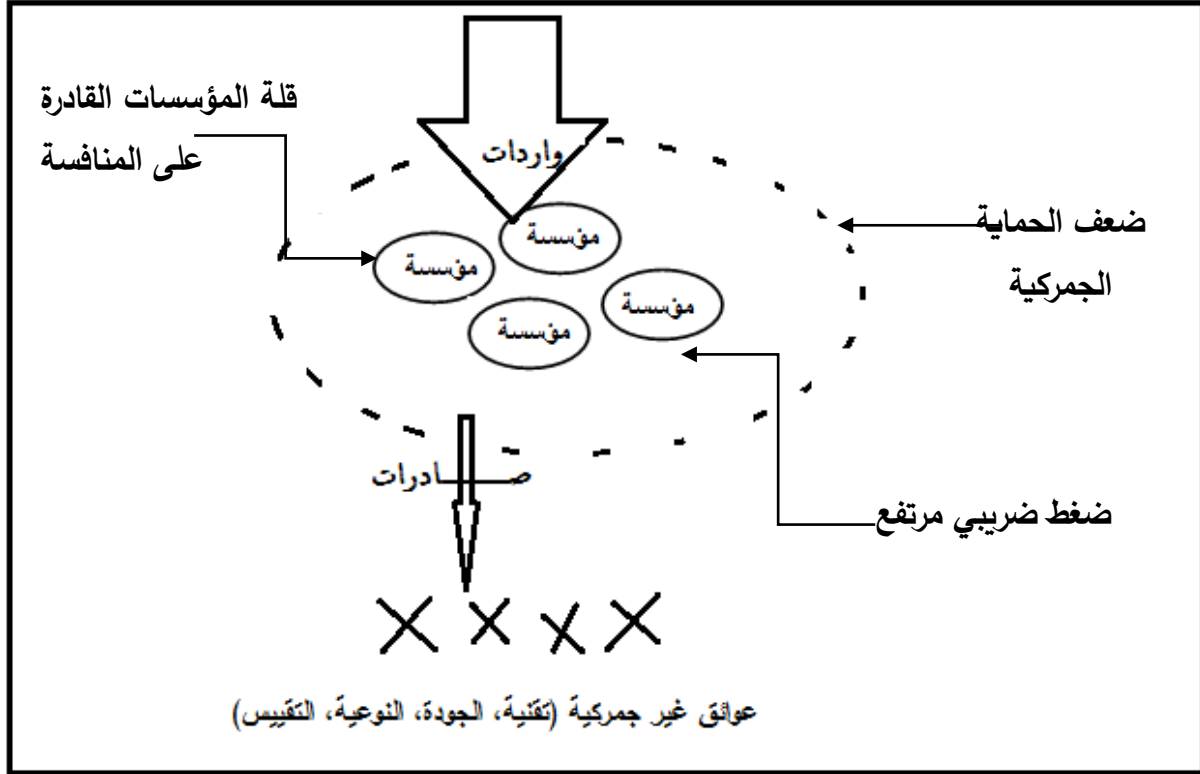 قلة المؤسسات القادرة
على المنافسة
واردات
ضعف الحماية
الجمركية
مؤسسة
مؤسسة
مؤسسة
مؤسسة
صـــــادرات
ضغط ضريبي مرتفع
عوائق غير جمركية (تقنية، الجودة، النوعية، التقييس)